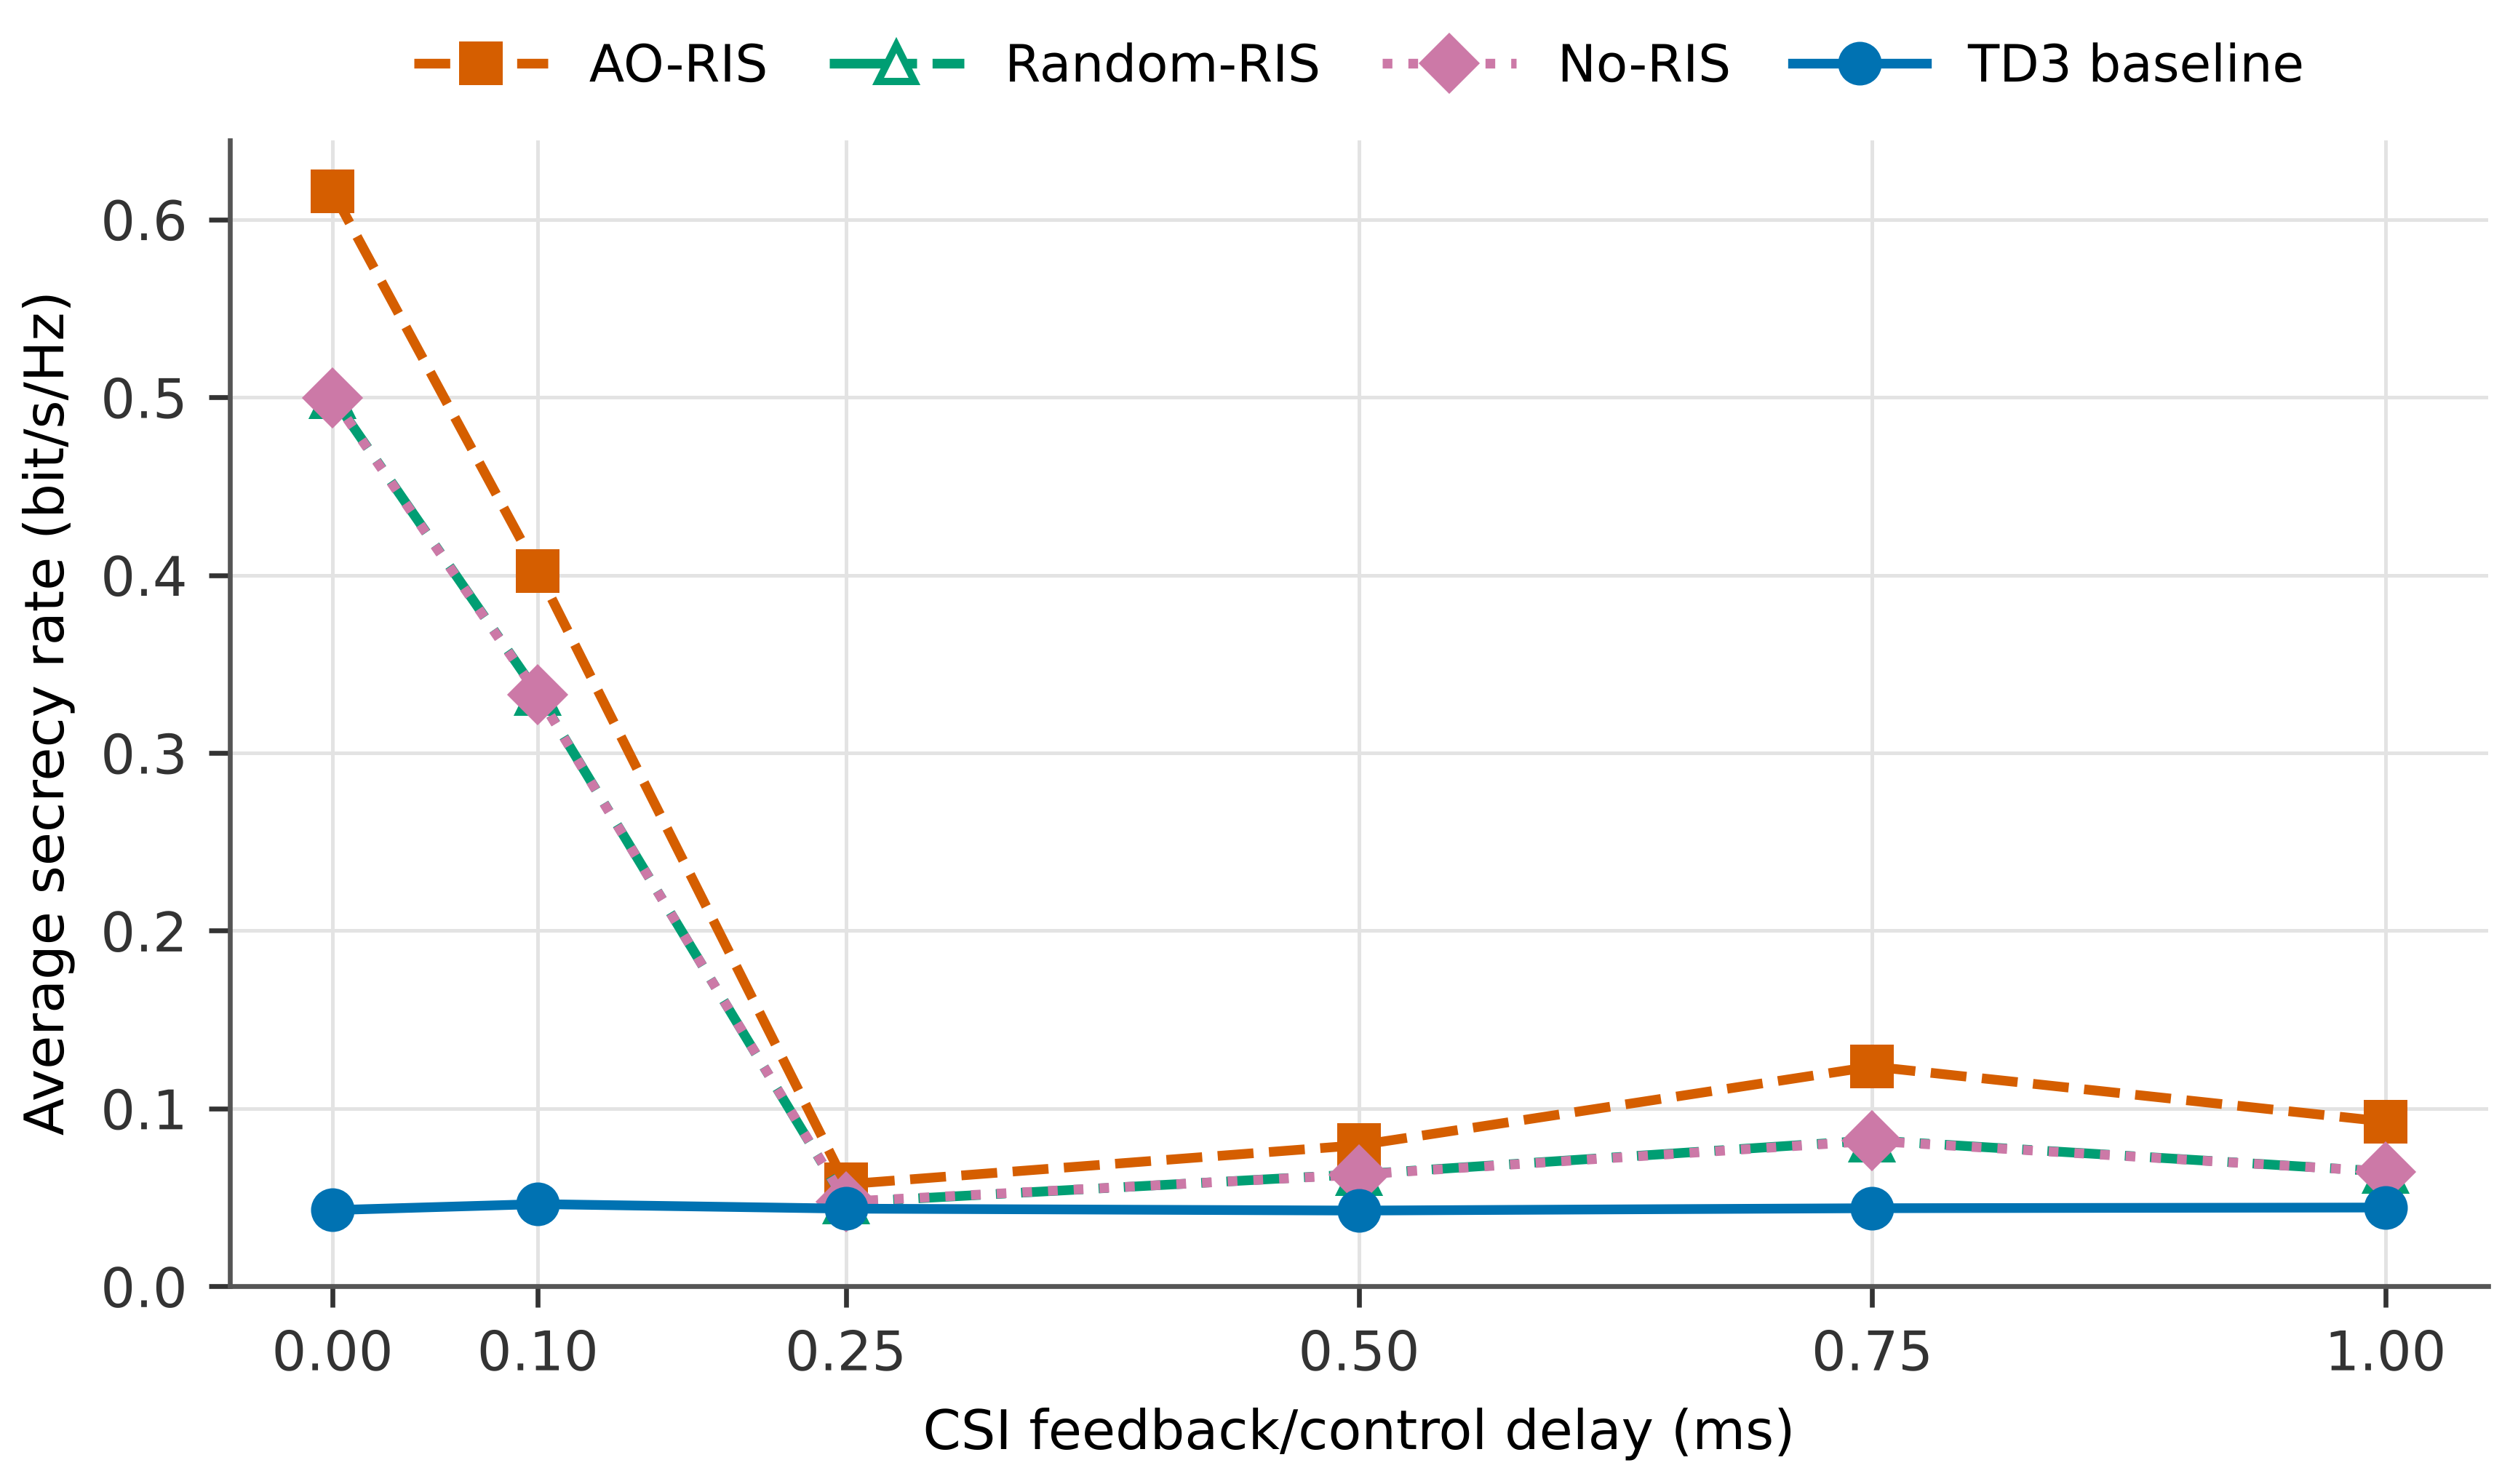 AO-RIS Random-RIS No-RIS TD3 baseline
Average secrecy rate (bit/s/Hz)
0.6
0.5
0.4
0.3
0.2
0.1
0.0
0.00 0.10 0.25 0.50 0.75 1.00
CSI feedback/control delay (ms)